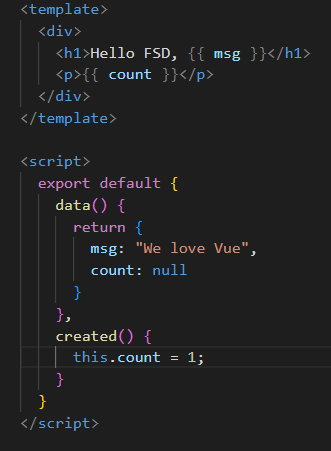 <template>
  <div>
    <h1>Hello FSD, {{ msg }}</h1>
    <p>{{ count }}</p>
  </div>
</template>

<script>
  export default {
    data() {
      return {
        msg: "We love Vue",
        count: null
      }
    },
    created() {
      this.count = 1;
    }
  }
</script>